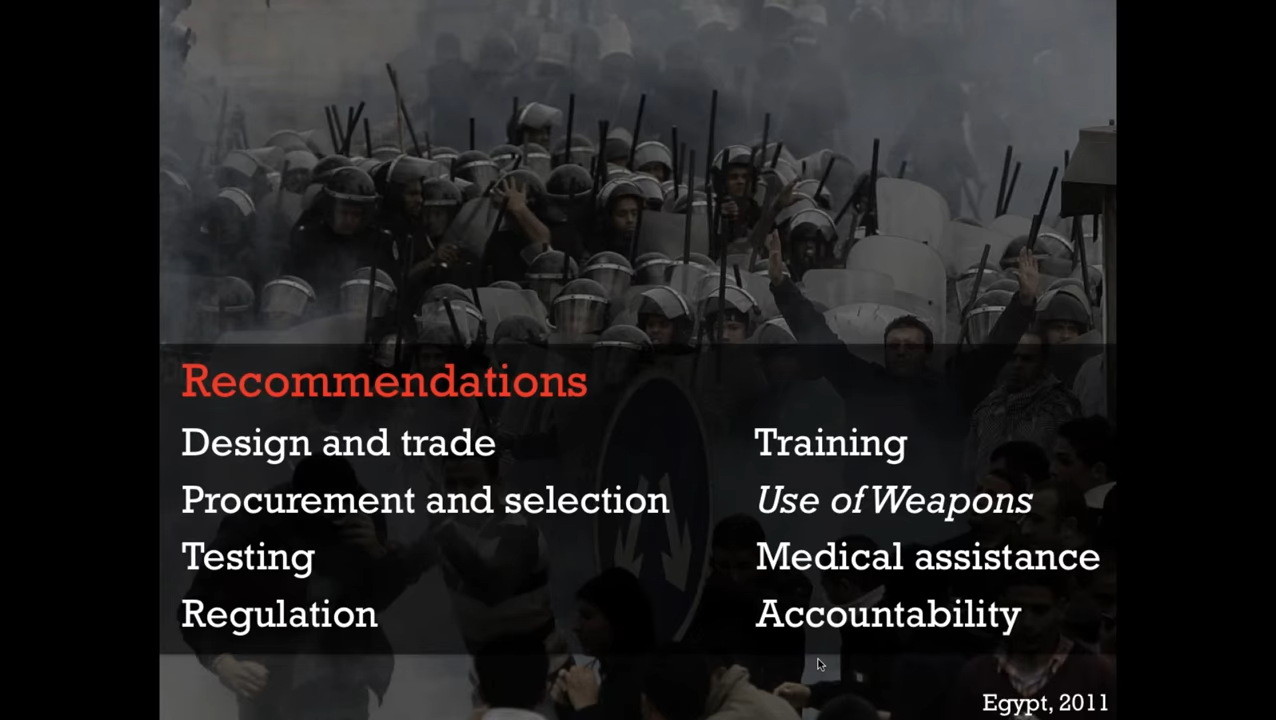 Recommendations
Design and trade
Procurement and selection
Testing
Regulation
Training
Use of Weapons
Medical assistance
Accountability
Egypt, 2011